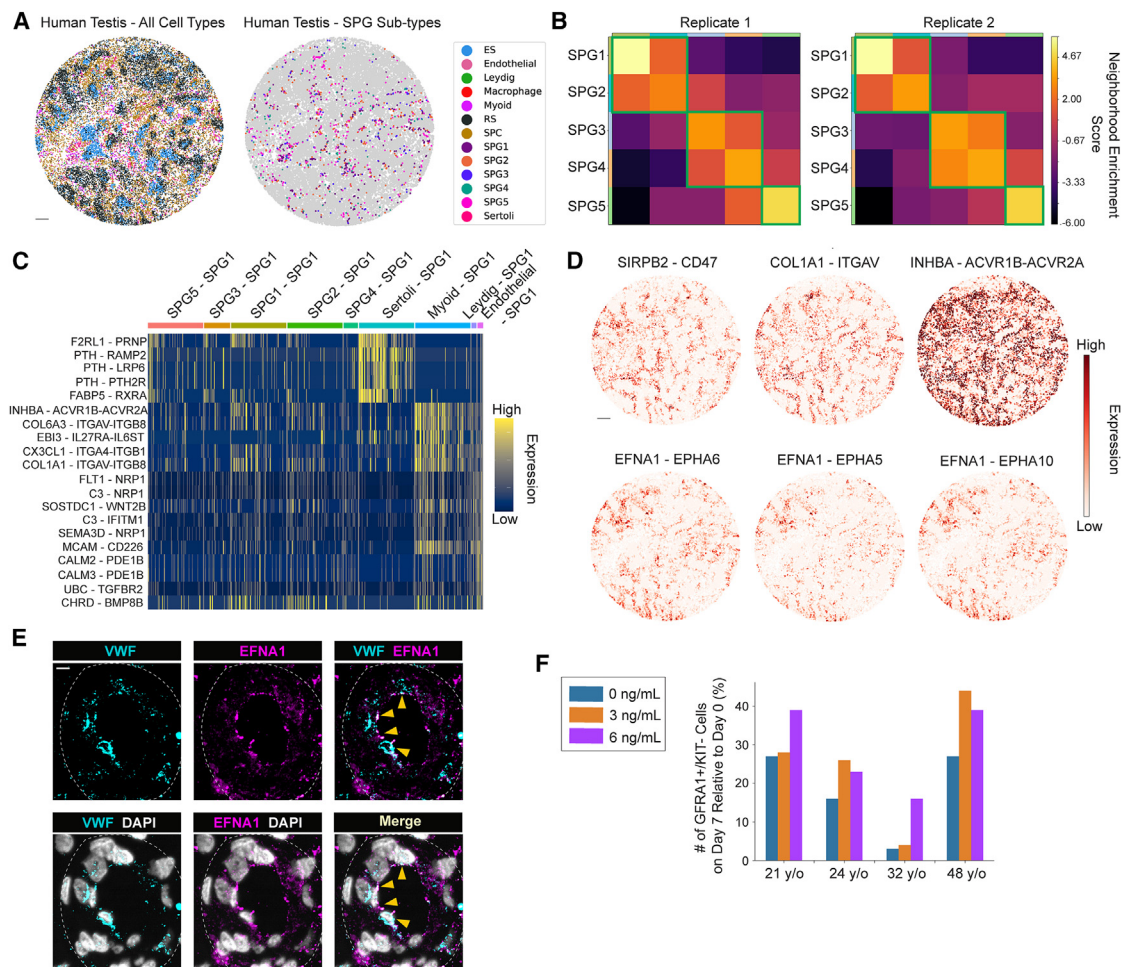 A
Human Testis - All Cell Types
Human Testis - SPG Sub-types
ES
Endothelial
Leydig
Macrophage
Myoid
RS
SPC
SPG1
SPG2
SPG3
SPG4
SPG5
Sertoli
B
Replicate 1
Replicate 2
SPG1
SPG2
SPG3
SPG4
SPG5
SPG1
SPG2
SPG3
SPG4
SPG5
4.67
2.00
-0.67
-3.33
-6.00
Neighborhood Enrichment
Score
C
SPG5 - SPG1
SPG3 - SPG1
SPG1 - SPG1
SPG2 - SPG1
SPG4 - SPG1
Sertoli - SPG1
Myoid - SPG1
Leydig - SPG1
Endothelial
- SPG1
F2RL1 - PRNP
PTH - RAMP2
PTH - LRP6
PTH - PTH2R
FABP5 - RXRA
INHBA - ACVR1B-ACVR2A
COL6A3 - ITGAV-ITGB8
EBI3 - IL27RA-IL6ST
CX3CL1 - ITGA4-ITGB1
COL1A1 - ITGAV-ITGB8
FLT1 - NRP1
C3 - NRP1
SOSTDC1 - WNT2B
C3 - IFITM1
SEMA3D - NRP1
MCAM - CD226
CALM2 - PDE1B
CALM3 - PDE1B
UBC - TGFBR2
CHRD - BMP8B
High
Expression
Low
D
SIRPB2 - CD47
COL1A1 - ITGAV
INHBA - ACVR1B-ACVR2A
EFNA1 - EPHA6
EFNA1 - EPHA5
EFNA1 - EPHA10
High
Expression
Low
E
VWF
EFNA1
VWF EFNA1
VWF DAPI
EFNA1 DAPI
Merge
F
0 ng/mL
3 ng/mL
6 ng/mL
# of GFRA1+/KIT- Cells
on Day 7 Relative to Day 0 (%)
40
30
20
10
0
21 y/o
24 y/o
32 y/o
48 y/o